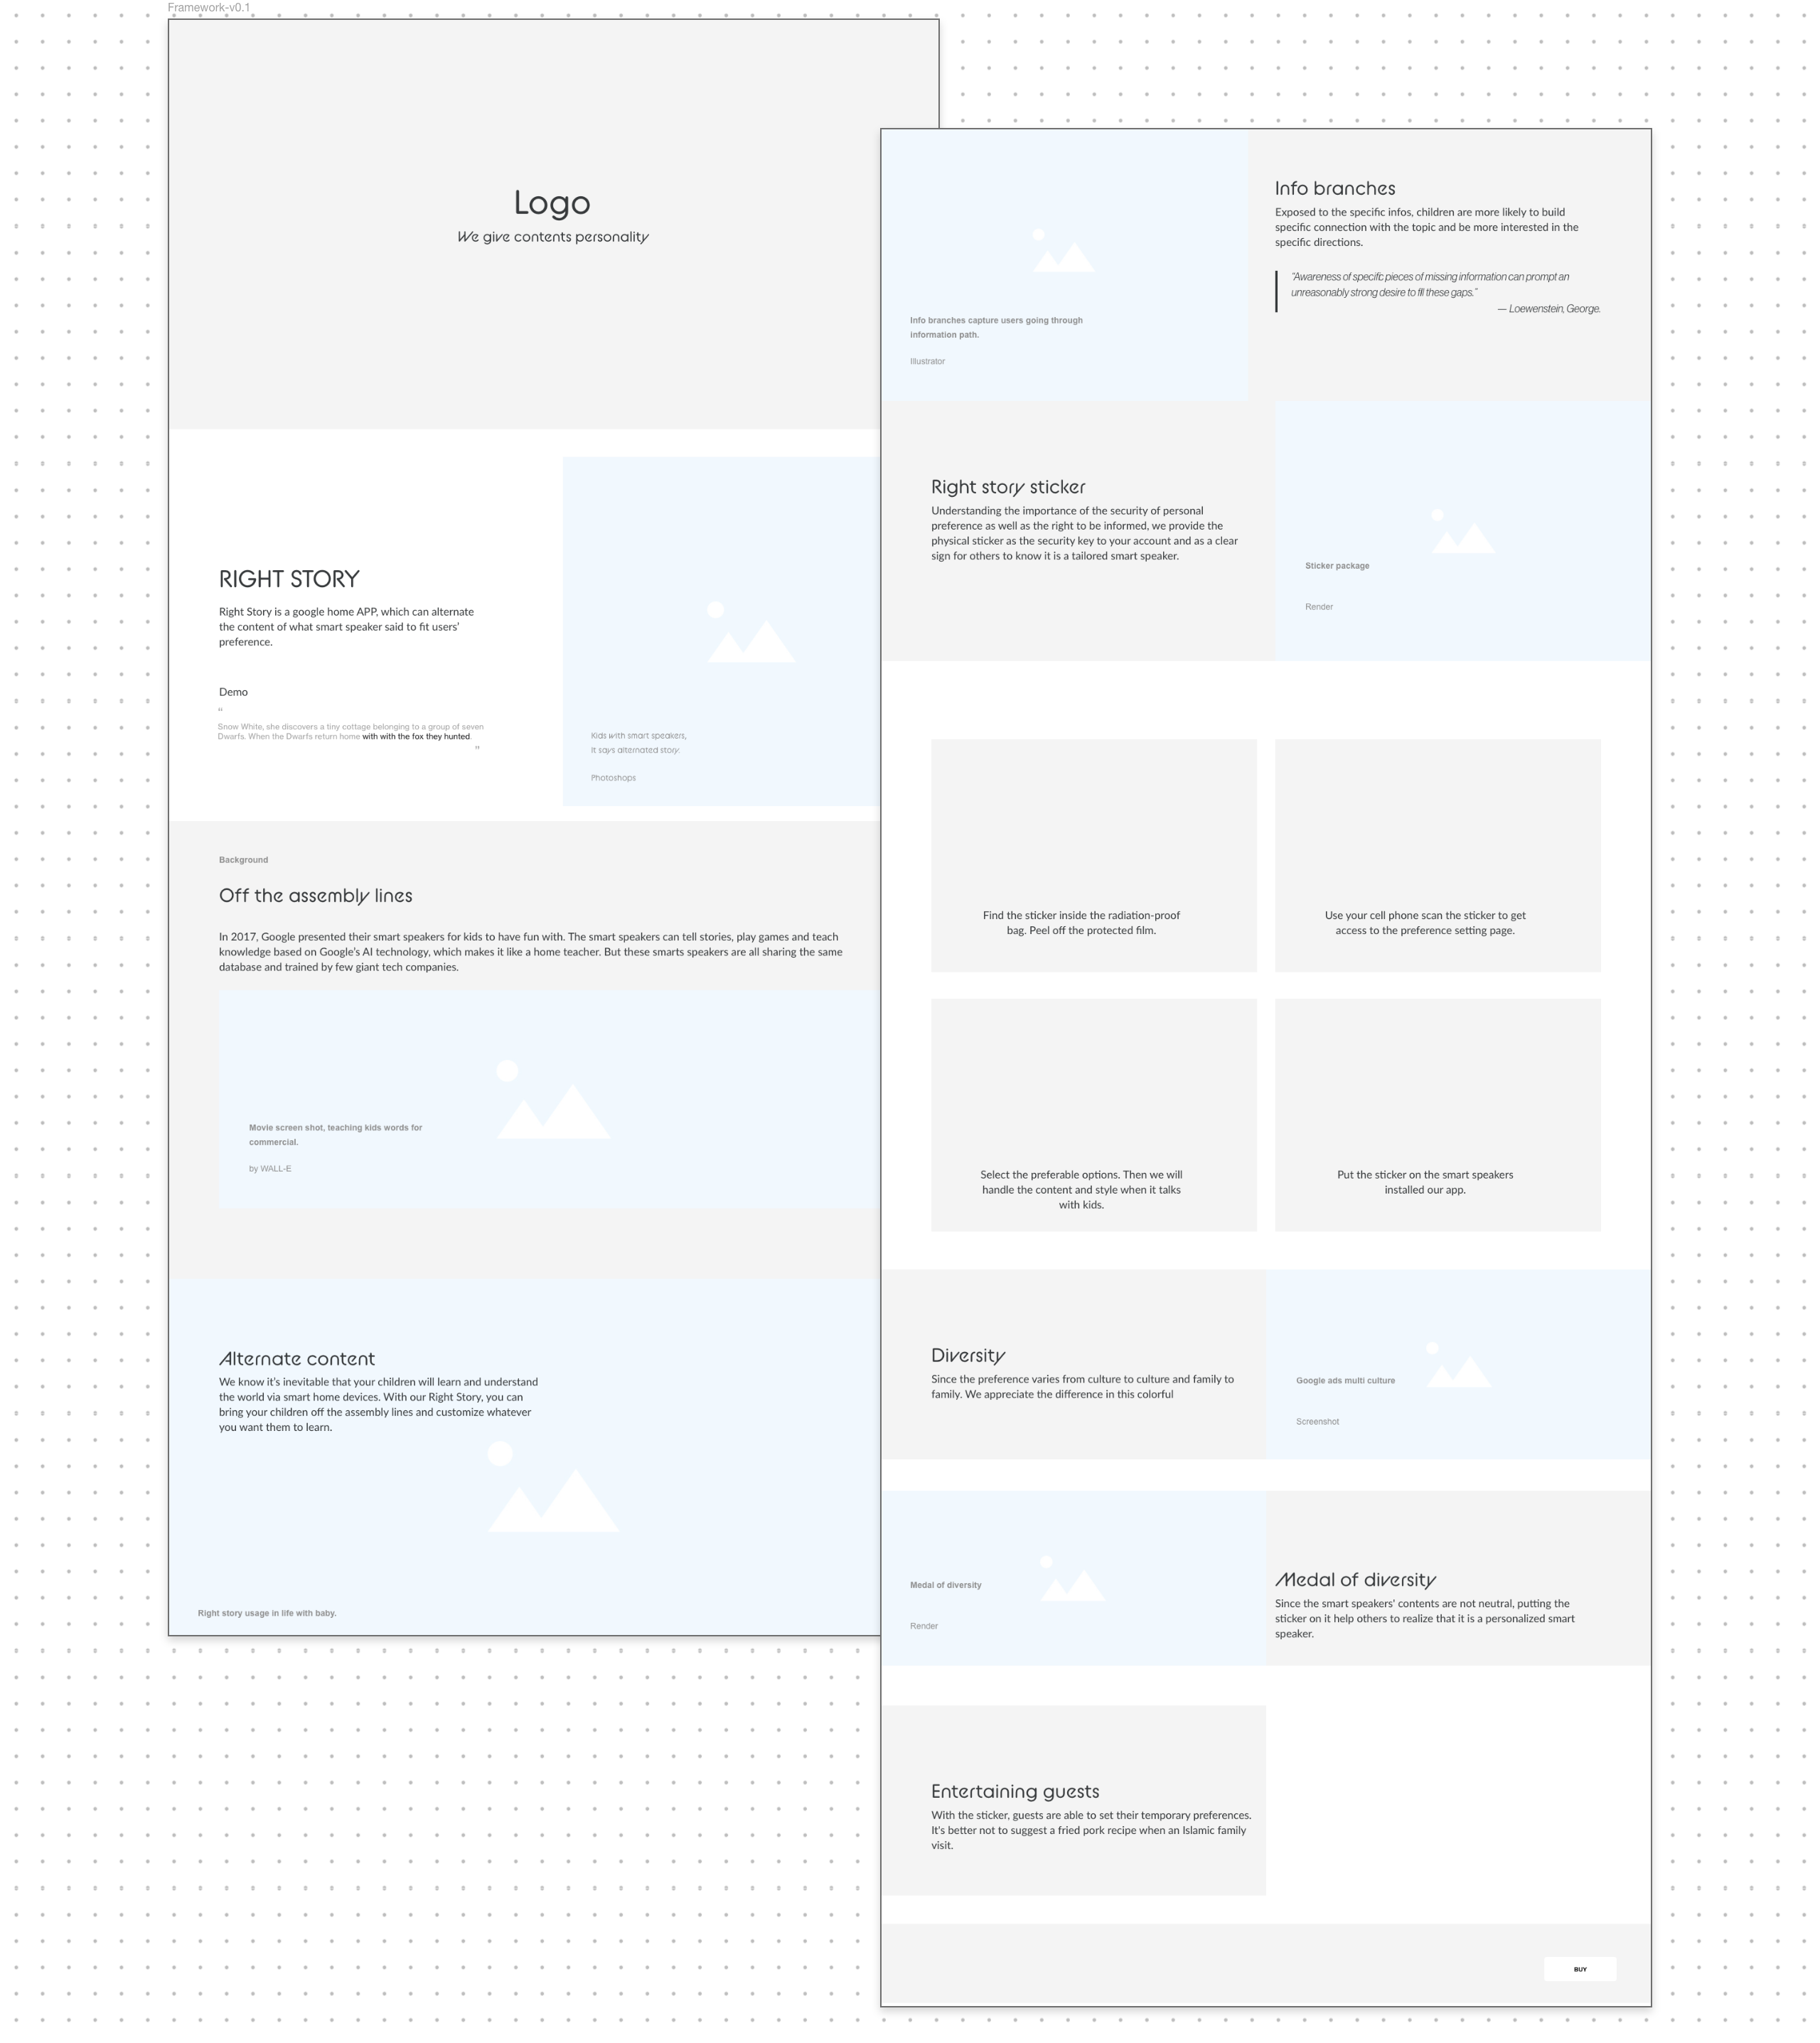 Framework-v0.1
Logo
We give contents personality
RIGHT STORY
Right Story is a google home APP, which can alternate
the content of what smart speaker said to fit users'
preference.
Demo
“
Snow White, she discovers a tiny cottage belonging to a group of seven
Dwarfs. When the Dwarfs return home with with the fox they hunted.
”
Kids with smart speakers,
It says alternated story.
Photoshops
Background
Off the assembly lines
In 2017, Google presented their smart speakers for kids to have fun with. The smart speakers can tell stories, play games and teach
knowledge based on Google's AI technology, which makes it like a home teacher. But these smarts speakers are all sharing the same
database and trained by few giant tech companies.
Movie screen shot, teaching kids words for
commercial.
by WALL-E
Alternate content
We know it's inevitable that your children will learn and understand
the world via smart home devices. With our Right Story, you can
bring your children off the assembly lines and customize whatever
you want them to learn.
Right story usage in life with baby.
Info branches capture users going through
information path.
Illustrator
Info branches
Exposed to the specific infos, children are more likely to build
specific connection with the topic and be more interested in the
specific directions.
“Awareness of specific pieces of missing information can prompt an
unreasonably strong desire to fill these gaps.”
— Loewenstein, George.
Right story sticker
Understanding the importance of the security of personal
preference as well as the right to be informed, we provide the
physical sticker as the security key to your account and as a clear
sign for others to know it is a tailored smart speaker.
Sticker package
Render
Find the sticker inside the radiation-proof
bag. Peel off the protected film.
Use your cell phone scan the sticker to get
access to the preference setting page.
Select the preferable options. Then we will
handle the content and style when it talks
with kids.
Put the sticker on the smart speakers
installed our app.
Diversity
Since the preference varies from culture to culture and family to
family. We appreciate the difference in this colorful
Google ads multi culture
Screenshot
Medal of diversity
Render
Medal of diversity
Since the smart speakers' contents are not neutral, putting the
sticker on it help others to realize that it is a personalized smart
speaker.
Entertaining guests
With the sticker, guests are able to set their temporary preferences.
It's better not to suggest a fried pork recipe when an Islamic family
visit.
BUY